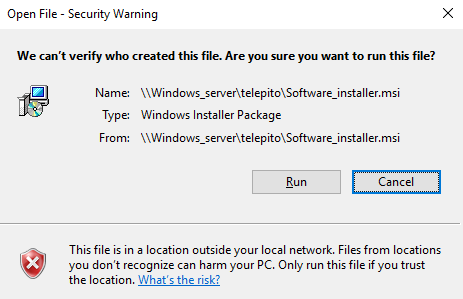 Open File - Security Warning
We can't verify who created this file. Are you sure you want to run this file?
Name: \\Windows_server\telepito\Software_installer.msi
Type: Windows Installer Package
From: \\Windows_server\telepito\Software_installer.msi
Run Cancel
This file is in a location outside your local network. Files from locations
you don't recognize can harm your PC. Only run this file if you trust
the location. What's the risk?